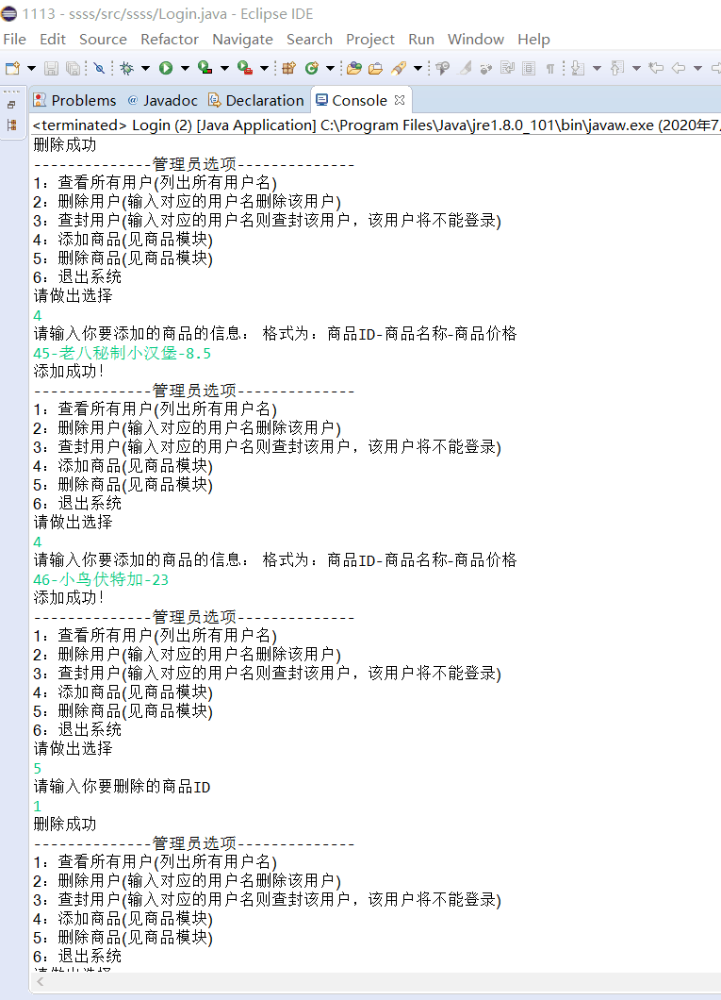 1113 - ssss/src/ssss/Login.java - Eclipse IDE
File Edit Source Refactor Navigate Search Project Run Window Help
Problems @ Javadoc Declaration Console
<terminated> Login (2) [Java Application] C:\Program Files\Java\jre1.8.0_101\bin\javaw.exe (2020年7.
删除成功
--------------管理员选项--------------
1：查看所有用户(列出所有用户名)
2：删除用户(输入对应的用户名删除该用户)
3：查封用户(输入对应的用户名则查封该用户，该用户将不能登录)
4：添加商品(见商品模块)
5：删除商品(见商品模块)
6：退出系统
请做出选择
4
请输入你要添加的商品的信息： 格式为：商品ID-商品名称-商品价格
45-老八秘制小汉堡-8.5
添加成功！
--------------管理员选项--------------
1：查看所有用户(列出所有用户名)
2：删除用户(输入对应的用户名删除该用户)
3：查封用户(输入对应的用户名则查封该用户，该用户将不能登录)
4：添加商品(见商品模块)
5：删除商品(见商品模块)
6：退出系统
请做出选择
4
请输入你要添加的商品的信息： 格式为：商品ID-商品名称-商品价格
46-小鸟伏特加-23
添加成功！
--------------管理员选项--------------
1：查看所有用户(列出所有用户名)
2：删除用户(输入对应的用户名删除该用户)
3：查封用户(输入对应的用户名则查封该用户，该用户将不能登录)
4：添加商品(见商品模块)
5：删除商品(见商品模块)
6：退出系统
请做出选择
5
请输入你要删除的商品ID
1
删除成功
--------------管理员选项--------------
1：查看所有用户(列出所有用户名)
2：删除用户(输入对应的用户名删除该用户)
3：查封用户(输入对应的用户名则查封该用户，该用户将不能登录)
4：添加商品(见商品模块)
5：删除商品(见商品模块)
6：退出系统